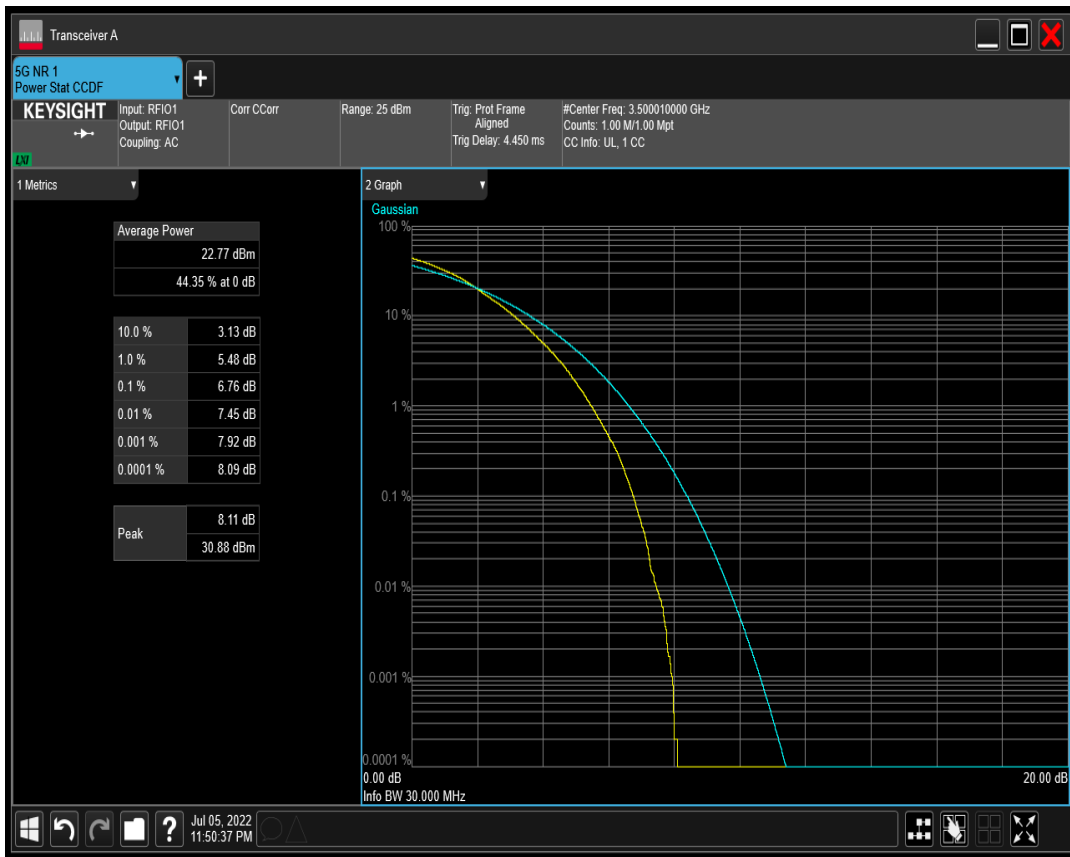 Transceiver A
5G NR 1
Power Stat CCDF
+
KEYSIGHT
LXI
Input: RFIO1
Output: RFIO1
Coupling: AC
Corr CCorr
Range: 25 dBm
Trig: Prot Frame
Aligned
Trig Delay: 4.450 ms
#Center Freq: 3.500010000 GHz
Counts: 1.00 M/1.00 Mpt
CC Info: UL, 1 CC
1 Metrics
Average Power
22.77 dBm
44.35 % at 0 dB
10.0 % 3.13 dB
1.0 % 5.48 dB
0.1 % 6.76 dB
0.01 % 7.45 dB
0.001 % 7.92 dB
0.0001 % 8.09 dB
Peak 8.11 dB
30.88 dBm
2 Graph
Gaussian
100 %
10 %
1 %
0.1 %
0.01 %
0.001 %
0.0001 %
0.00 dB 20.00 dB
Info BW 30.000 MHz
? Jul 05, 2022
11:50:37 PM